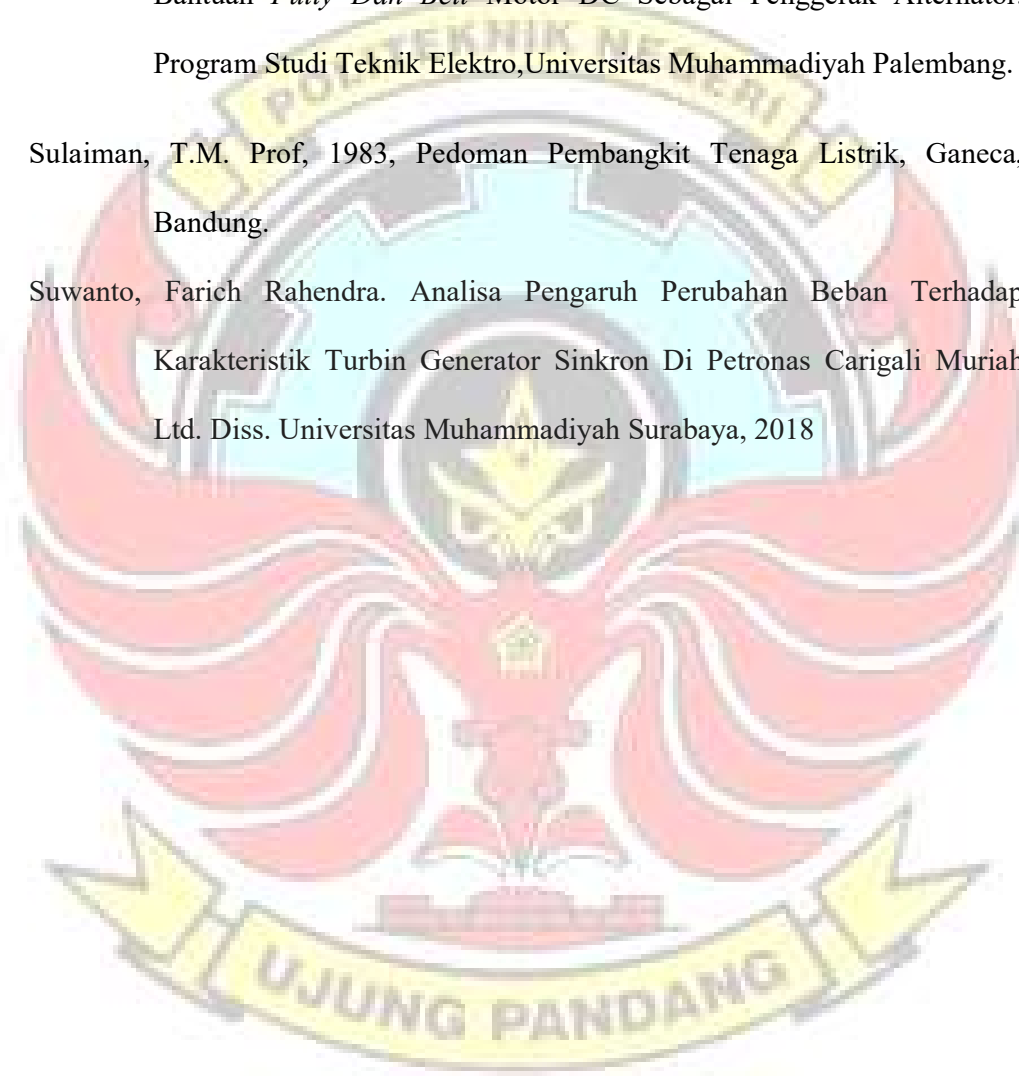 Bantuan Pully Dan Belt Motor DC Sebagai Penggerak Alternator.
Program Studi Teknik Elektro,Universitas Muhammadiyah Palembang.
POLITEKNIK NEGERI
Sulaiman, T.M. Prof, 1983, Pedoman Pembangkit Tenaga Listrik, Ganeca,
Bandung.
Suwanto, Farich Rahendra. Analisa Pengaruh Perubahan Beban Terhadap
Karakteristik Turbin Generator Sinkron Di Petronas Carigali Muriah
Ltd. Diss. Universitas Muhammadiyah Surabaya, 2018
UJUNG PANDANG